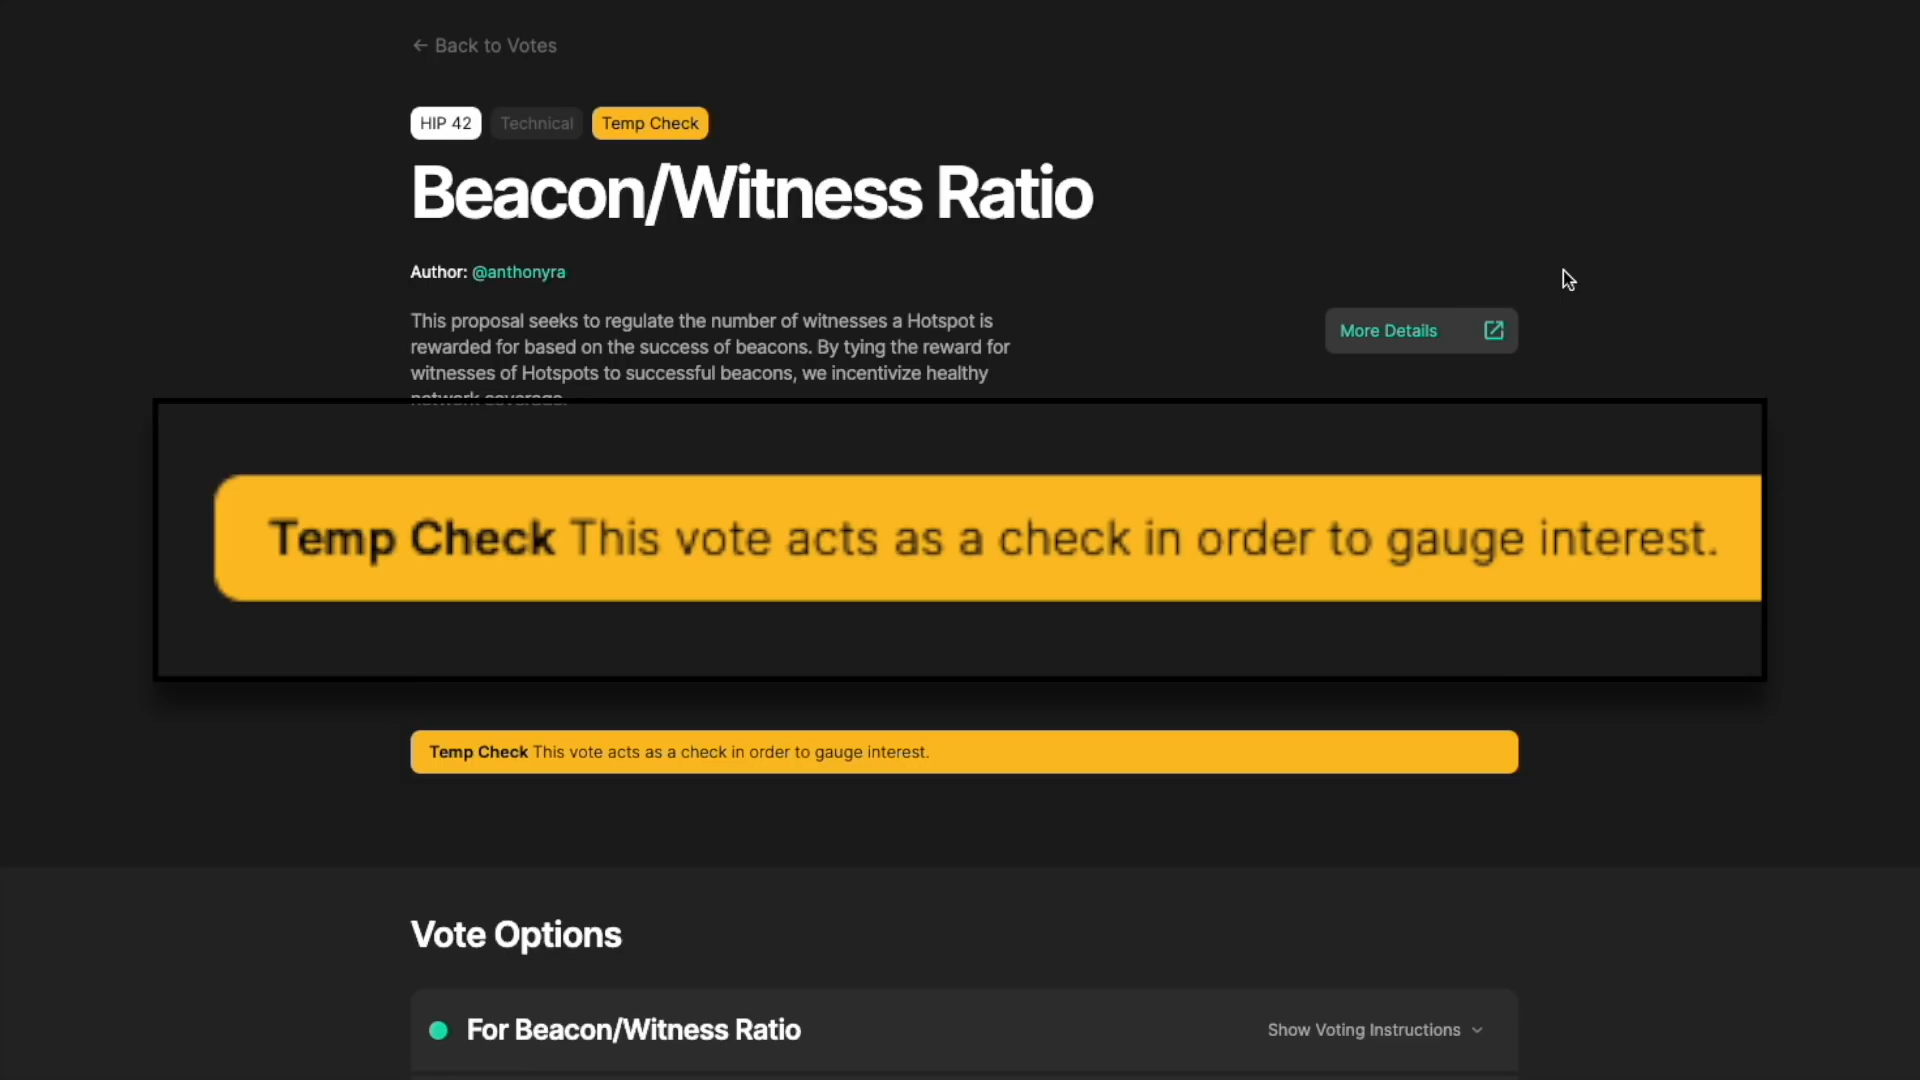 ← Back to Votes
HIP 42 Technical Temp Check
Beacon/Witness Ratio
Author: @anthonyra
This proposal seeks to regulate the number of witnesses a Hotspot is
rewarded for based on the success of beacons. By tying the reward for
witnesses of Hotspots to successful beacons, we incentivize healthy
network coverage.
More Details
Temp Check This vote acts as a check in order to gauge interest.
Temp Check This vote acts as a check in order to gauge interest.
Vote Options
For Beacon/Witness Ratio
Show Voting Instructions